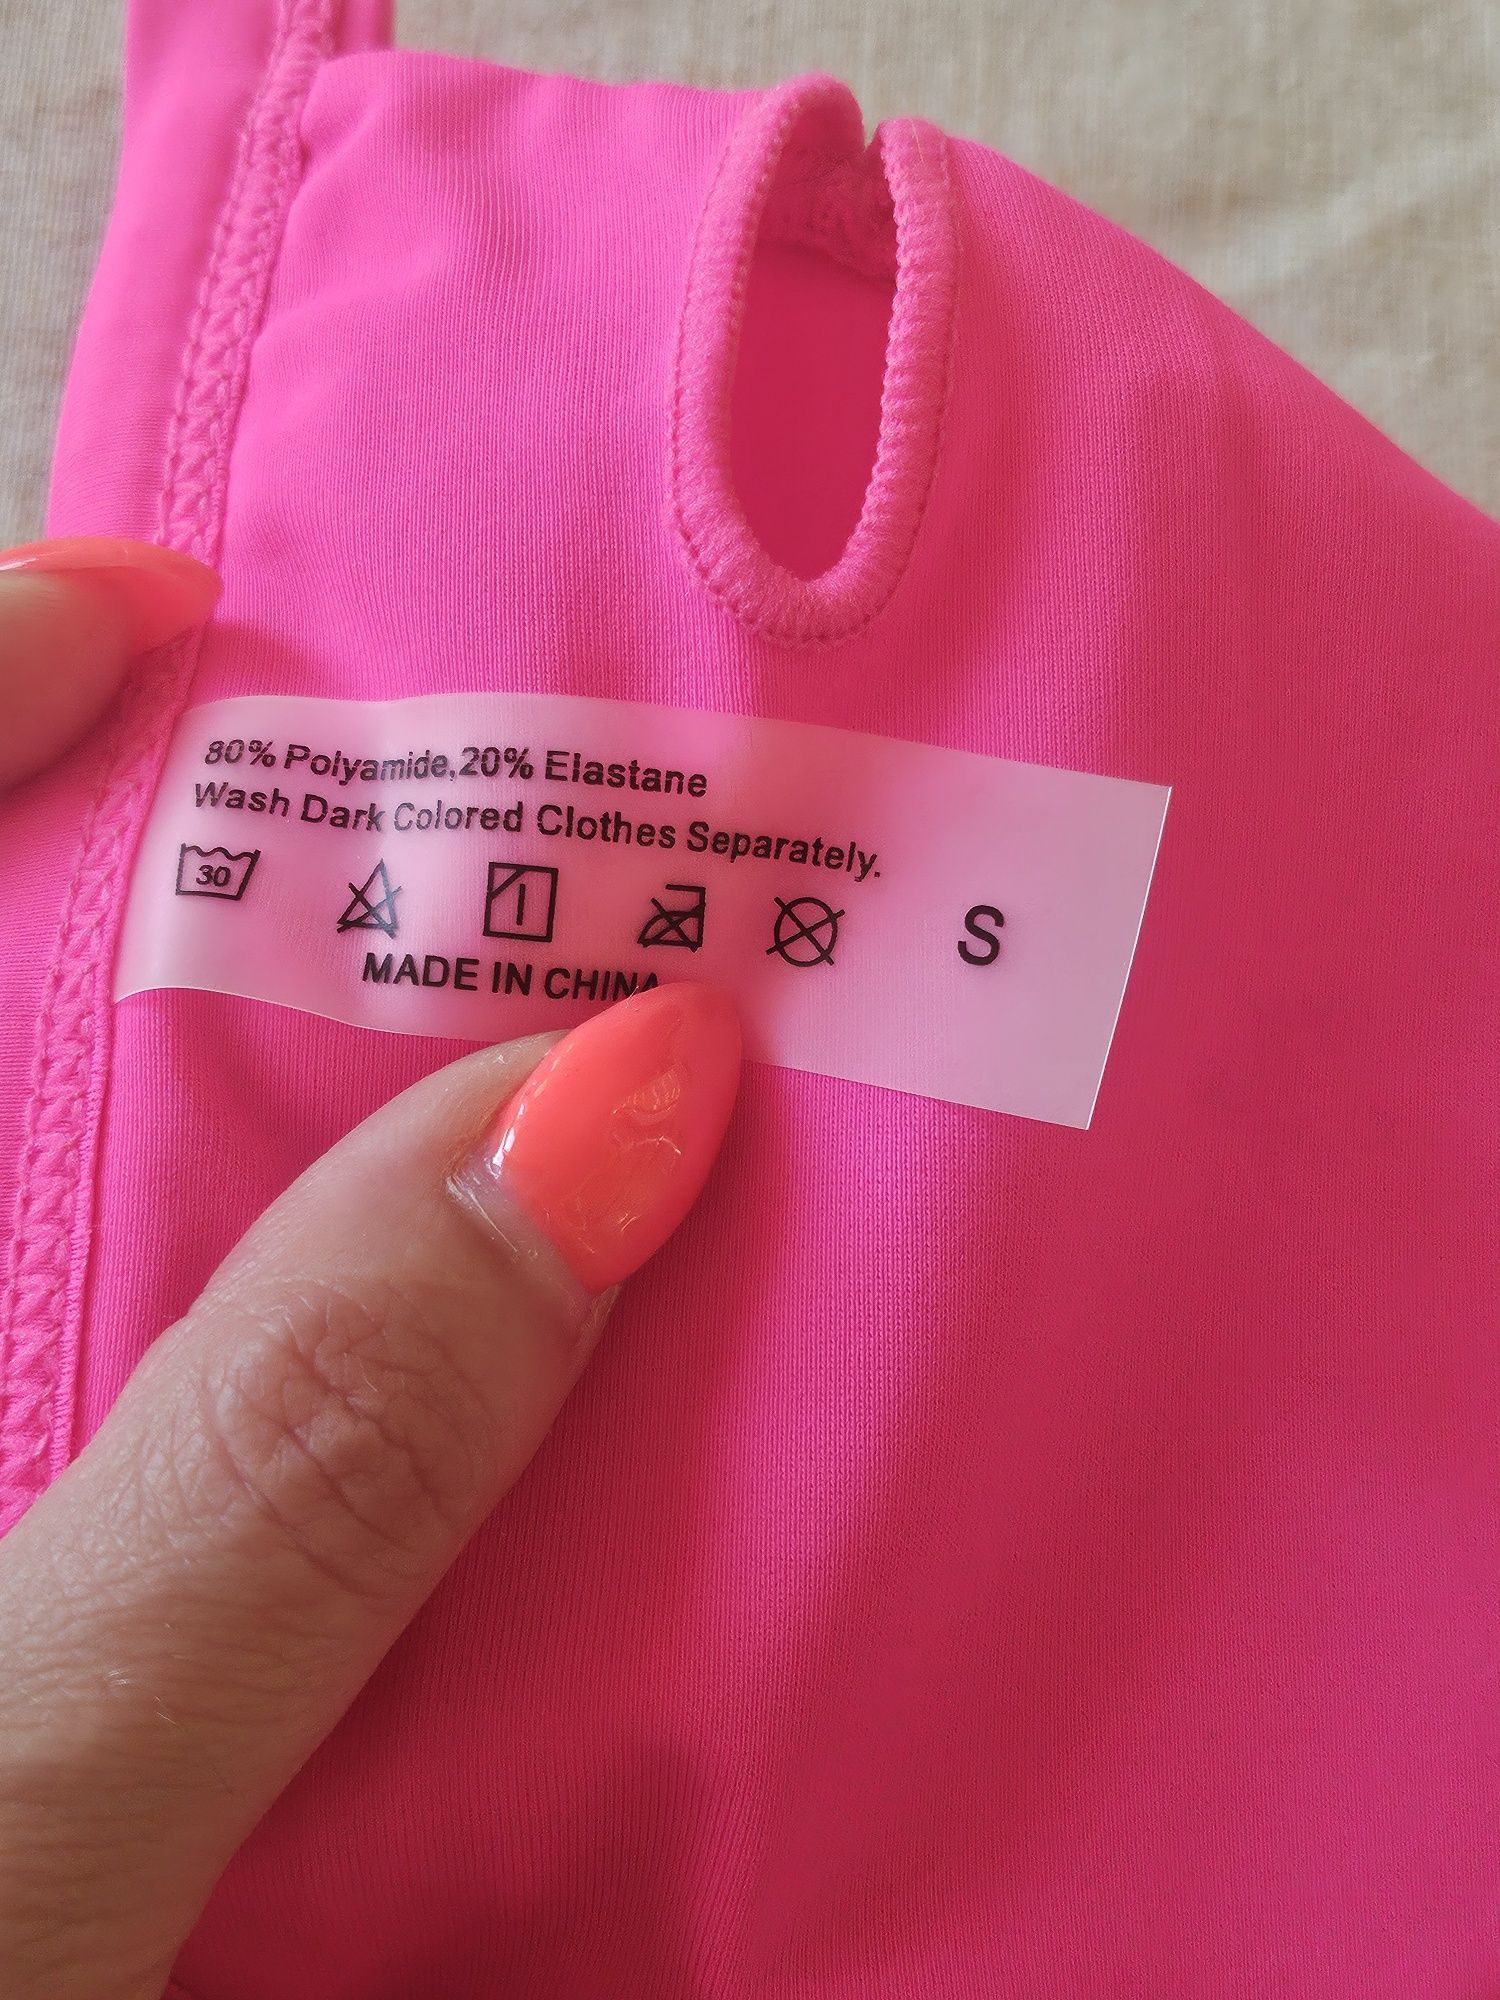 80% Polyamide,20% Elastane
Wash Dark Colored Clothes Separately.
30
S
MADE IN CHINA